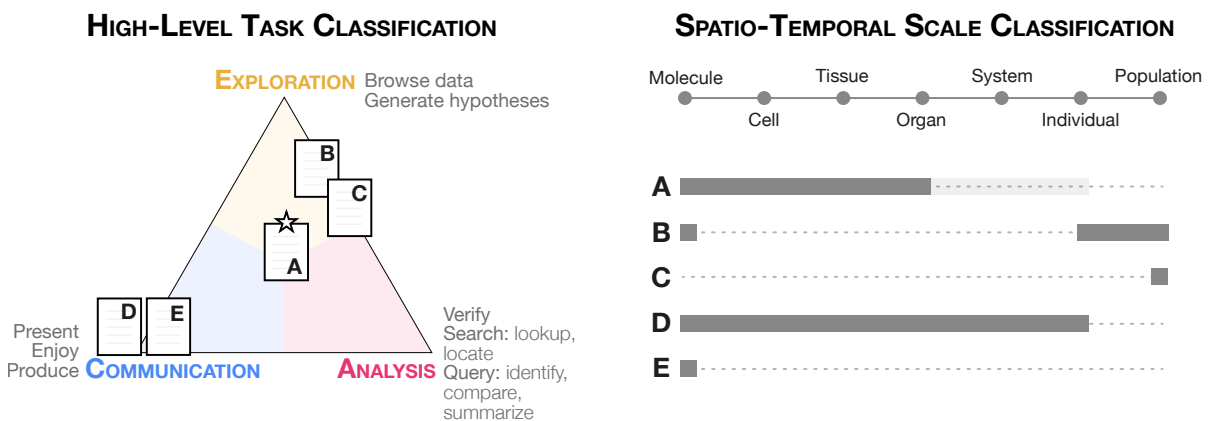 High-Level Task Classification
Exploration
Browse data
Generate hypotheses
B
C
A
D
E
Present
Enjoy
Produce
Communication
Analysis
Verify
Search: lookup,
locate
Query: identify,
compare,
summarize
Spatio-Temporal Scale Classification
Molecule
Tissue
System
Population
Cell
Organ
Individual
A
B
C
D
E